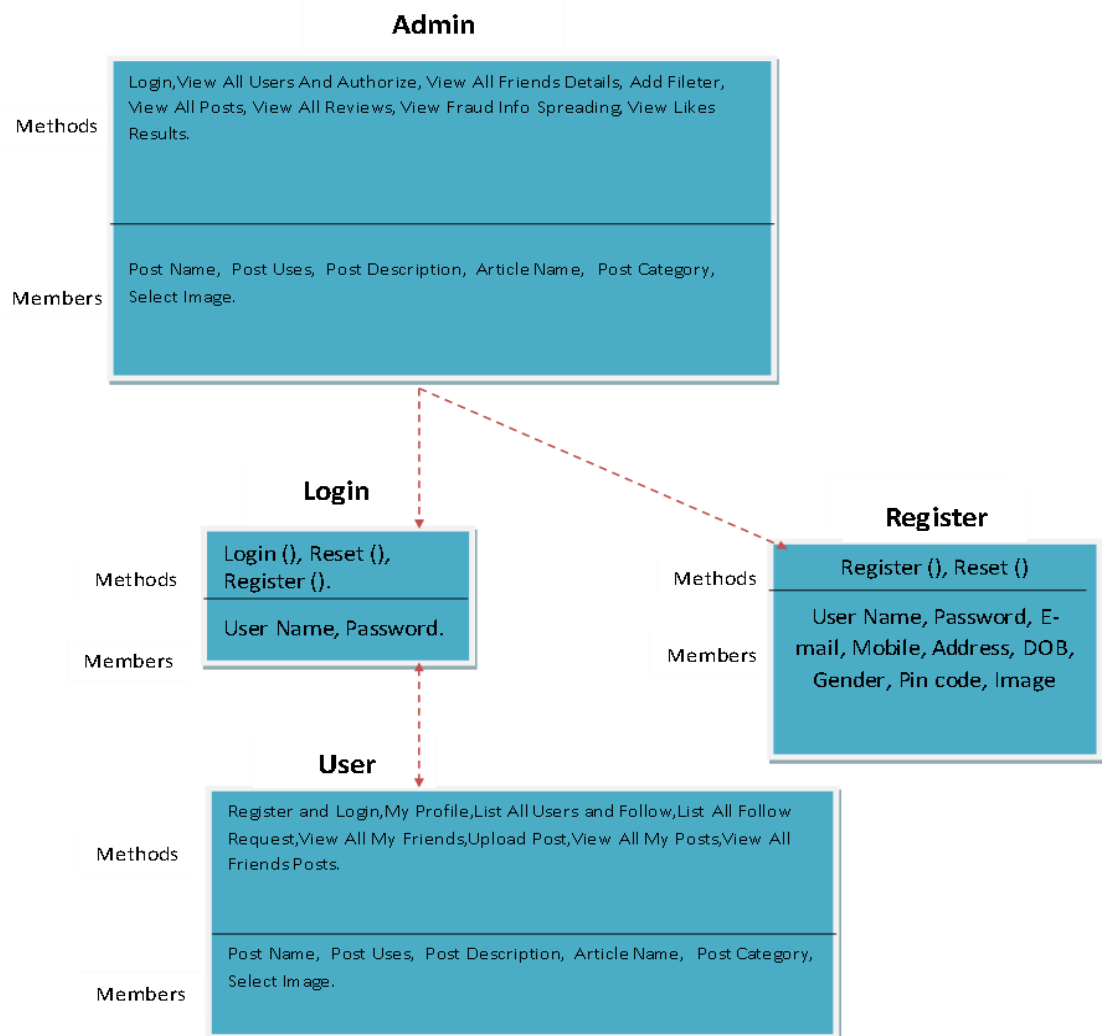 Admin
Login,View All Users And Authorize, View All Friends Details, Add Fileter,
View All Posts, View All Reviews, View Fraud Info Spreading, View Likes
Results.
Methods
Post Name, Post Uses, Post Description, Article Name, Post Category,
Select Image.
Members
Login
Login (), Reset (),
Register ().
Methods
User Name, Password.
Members
Register
Register (), Reset ()
Methods
User Name, Password, E-
mail, Mobile, Address, DOB,
Gender, Pin code, Image
Members
User
Register and Login,My Profile,List All Users and Follow,List All Follow
Request,View All My Friends,Upload Post,View All My Posts,View All
Friends Posts.
Methods
Post Name, Post Uses, Post Description, Article Name, Post Category,
Select Image.
Members